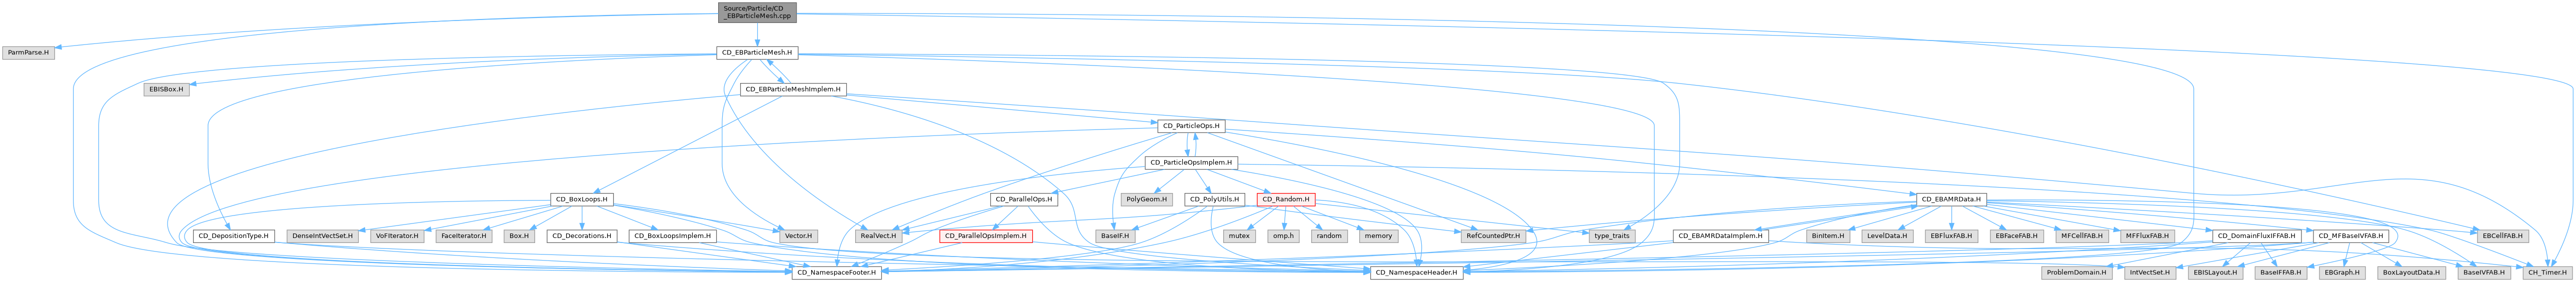 Source/Particle/CD
_EBParticleMesh.cpp
ParmParse.H
CD_EBParticleMesh.H
EBISBox.H
CD_EBParticleMeshImplem.H
CD_ParticleOps.H
CD_ParticleOpsImplem.H
CD_BoxLoops.H
CD_ParallelOps.H
PolyGeom.H
CD_PolyUtils.H
CD_Random.H
CD_EBAMRData.H
CD_DepositionType.H
DenseIntVectSet.H
VoFIterator.H
FaceIterator.H
Box.H
CD_Decorations.H
CD_BoxLoopsImplem.H
Vector.H
RealVect.H
CD_ParallelOpsImplem.H
BaseIF.H
mutex
omp.h
random
memory
RefCountedPtr.H
type_traits
CD_EBAMRDataImplem.H
BinItem.H
LevelData.H
EBFluxFAB.H
EBFaceFAB.H
MFCellFAB.H
MFFluxFAB.H
CD_DomainFluxIFFAB.H
CD_MFBaseIVFAB.H
EBCellFAB.H
CD_NamespaceFooter.H
CD_NamespaceHeader.H
ProblemDomain.H
IntVectSet.H
EBISLayout.H
BaseIFFAB.H
EBGraph.H
BoxLayoutData.H
BaseIVFAB.H
CH_Timer.H